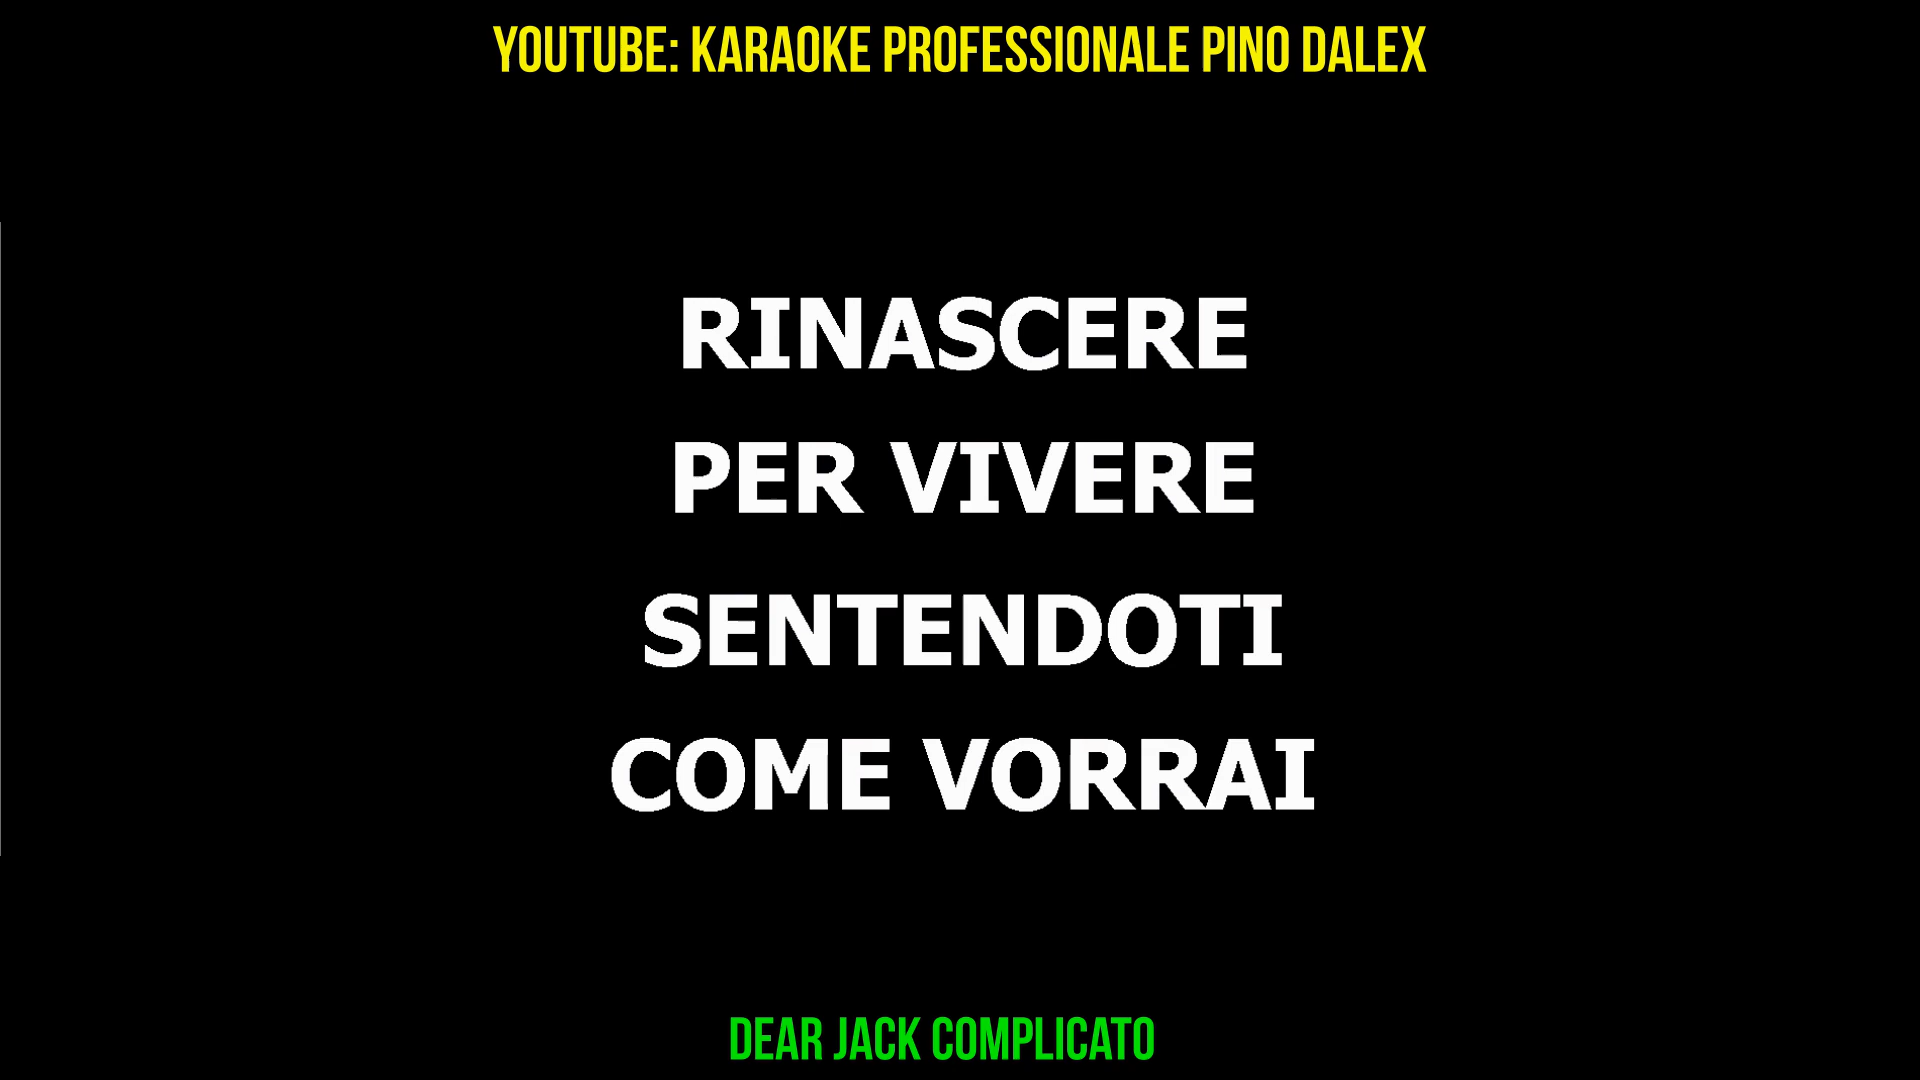 YOUTUBE: KARAOKE PROFESSIONALE PINO DALEX
RINASCERE
PER VIVERE
SENTENDOTI
COME VORRAI
DEAR JACK COMPLICATO